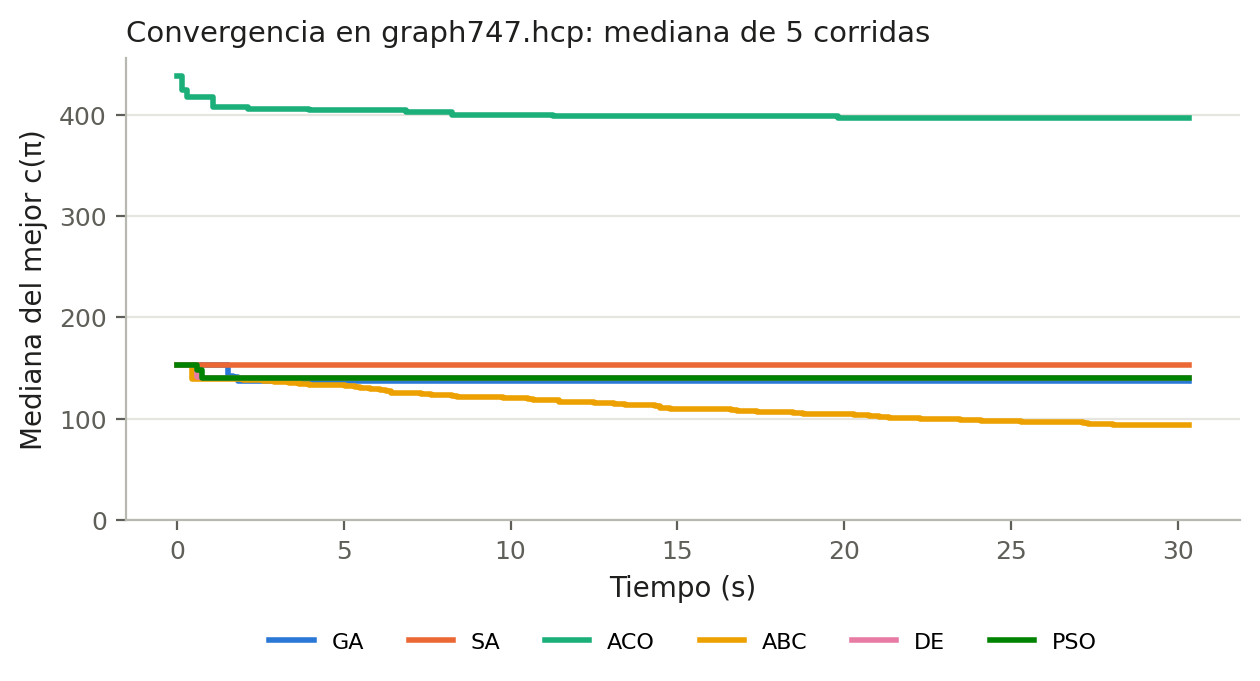 Convergencia en graph747.hcp: mediana de 5 corridas
Mediana del mejor c(π)
400
300
200
100
0
0 5 10 15 20 25 30
Tiempo (s)
GA SA ACO ABC DE PSO